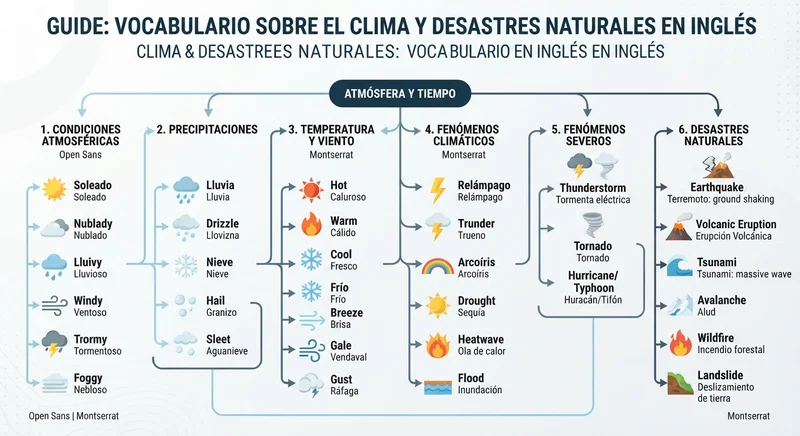 GUIDE: VOCABULARIO SOBRE EL CLIMA Y DESASTRES NATURALES EN INGLÉS
CLIMA & DESASTREES NATURALES: VOCABULARIO EN INGLÉS EN INGLÉS
ATMÓSFERA Y TIEMPO
1. CONDICIONES
ATMOSFÉRICAS
Open Sans
Soleado
Soleado
Nublady
Nublado
Lluivy
Lluvioso
Windy
Ventoso
Trormy
Tormentoso
Foggy
Nebloso
2. PRECIPITACIONES
Lluvia
Lluvia
Drizzle
Llovizna
Nieve
Nieve
Hail
Granizo
Sleet
Aguanieve
3. TEMPERATURA
Y VIENTO
Montserrat
Hot
Caluroso
Warm
Cálido
Cool
Fresco
Frío
Frío
Breeze
Brisa
Gale
Vendaval
Gust
Ráfaga
4. FENÓMENOS
CLIMÁTICOS
Montserrat
Relámpago
Relámpago
Trunder
Trueno
Arcoíris
Arcoíris
Drought
Sequía
Heatwave
Ola de calor
Flood
Inundación
5. FENÓMENOS
SEVEROS
Thunderstorm
Tormenta eléctrica
Tornado
Tornado
Hurricane/
Typhoon
Huracán/Tifón
6. DESASTRES
NATURALES
Earthquake
Terremoto: ground shaking
Volcanic Eruption
Erupción Volcánica
Tsunami
Tsunami: massive wave
Avalanche
Alud
Wildfire
Incendio forestal
Landslide
Deslizamiento
de tierra
Open Sans | Montserrat
Montserrat